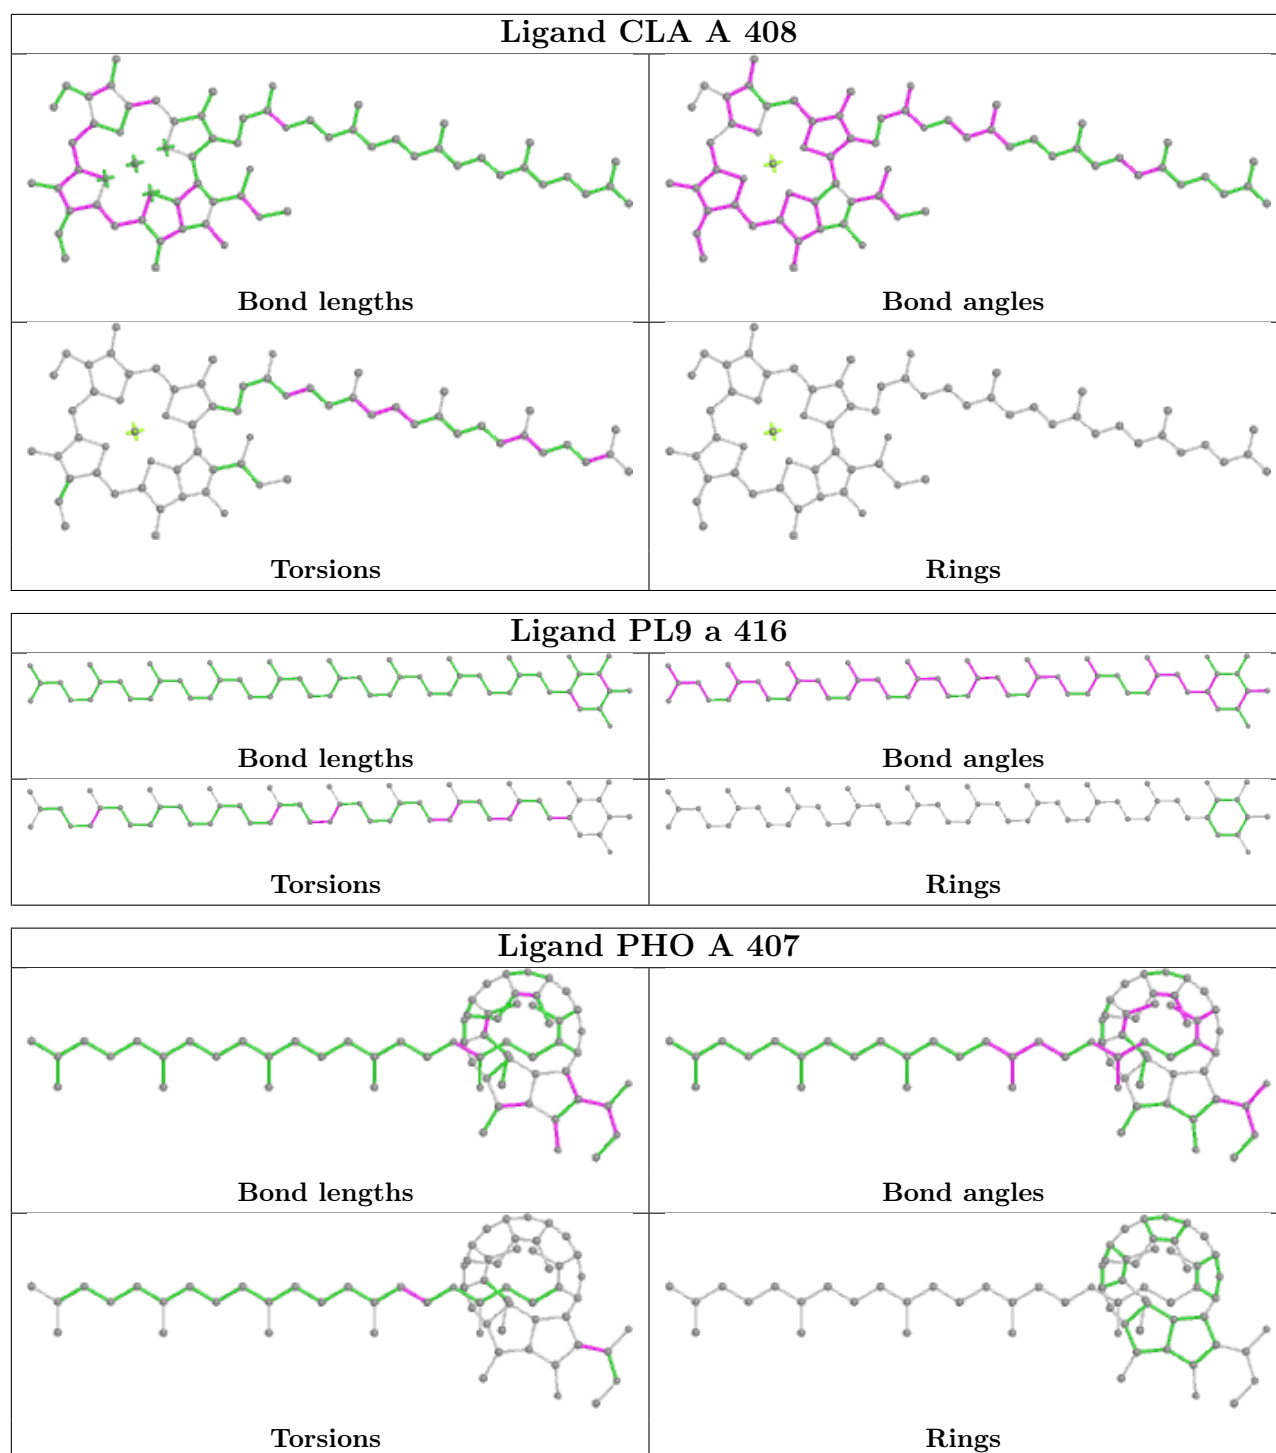 Ligand CLA A 408
Bond lengths
Bond angles
Torsions
Rings
Ligand PL9 a 416
Bond lengths
Bond angles
Torsions
Rings
Ligand PHO A 407
Bond lengths
Bond angles
Torsions
Rings